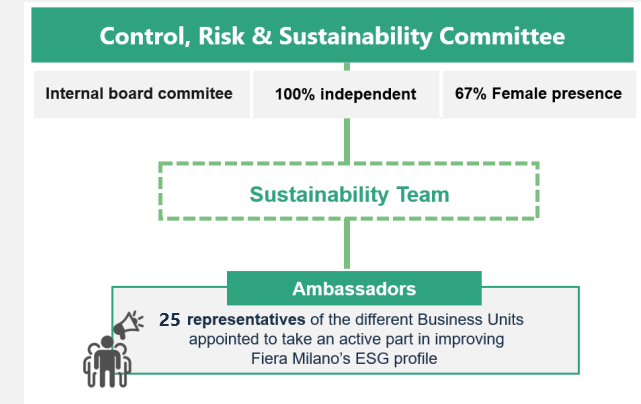 Control, Risk & Sustainability Committee
Internal board commitee
100% independent
67% Female presence
Sustainability Team
Ambassadors
25 representatives of the different Business Units
appointed to take an active part in improving
Fiera Milano's ESG profile